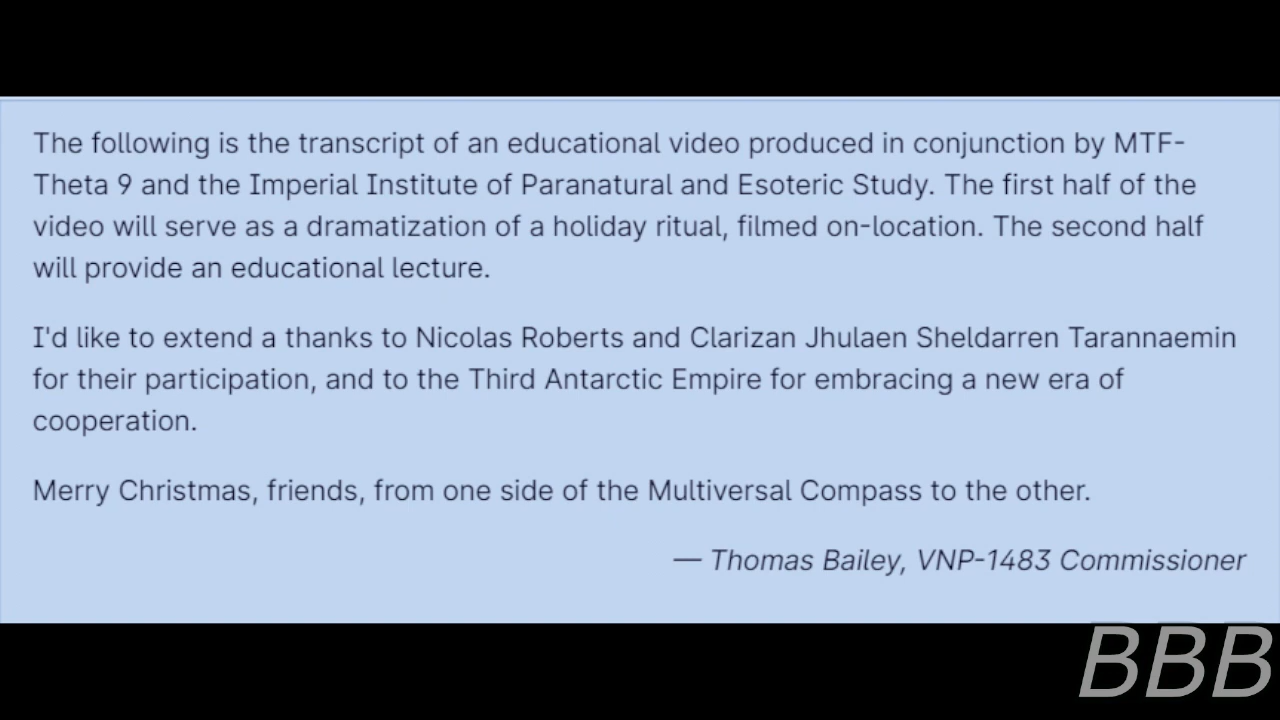 The following is the transcript of an educational video produced in conjunction by MTF-
Theta 9 and the Imperial Institute of Paranatural and Esoteric Study. The first half of the
video will serve as a dramatization of a holiday ritual, filmed on-location. The second half
will provide an educational lecture.
I'd like to extend a thanks to Nicolas Roberts and Clarizan Jhulaen Sheldarren Tarannaemin
for their participation, and to the Third Antarctic Empire for embracing a new era of
cooperation.
Merry Christmas, friends, from one side of the Multiversal Compass to the other.
— Thomas Bailey, VNP-1483 Commissioner
BBB